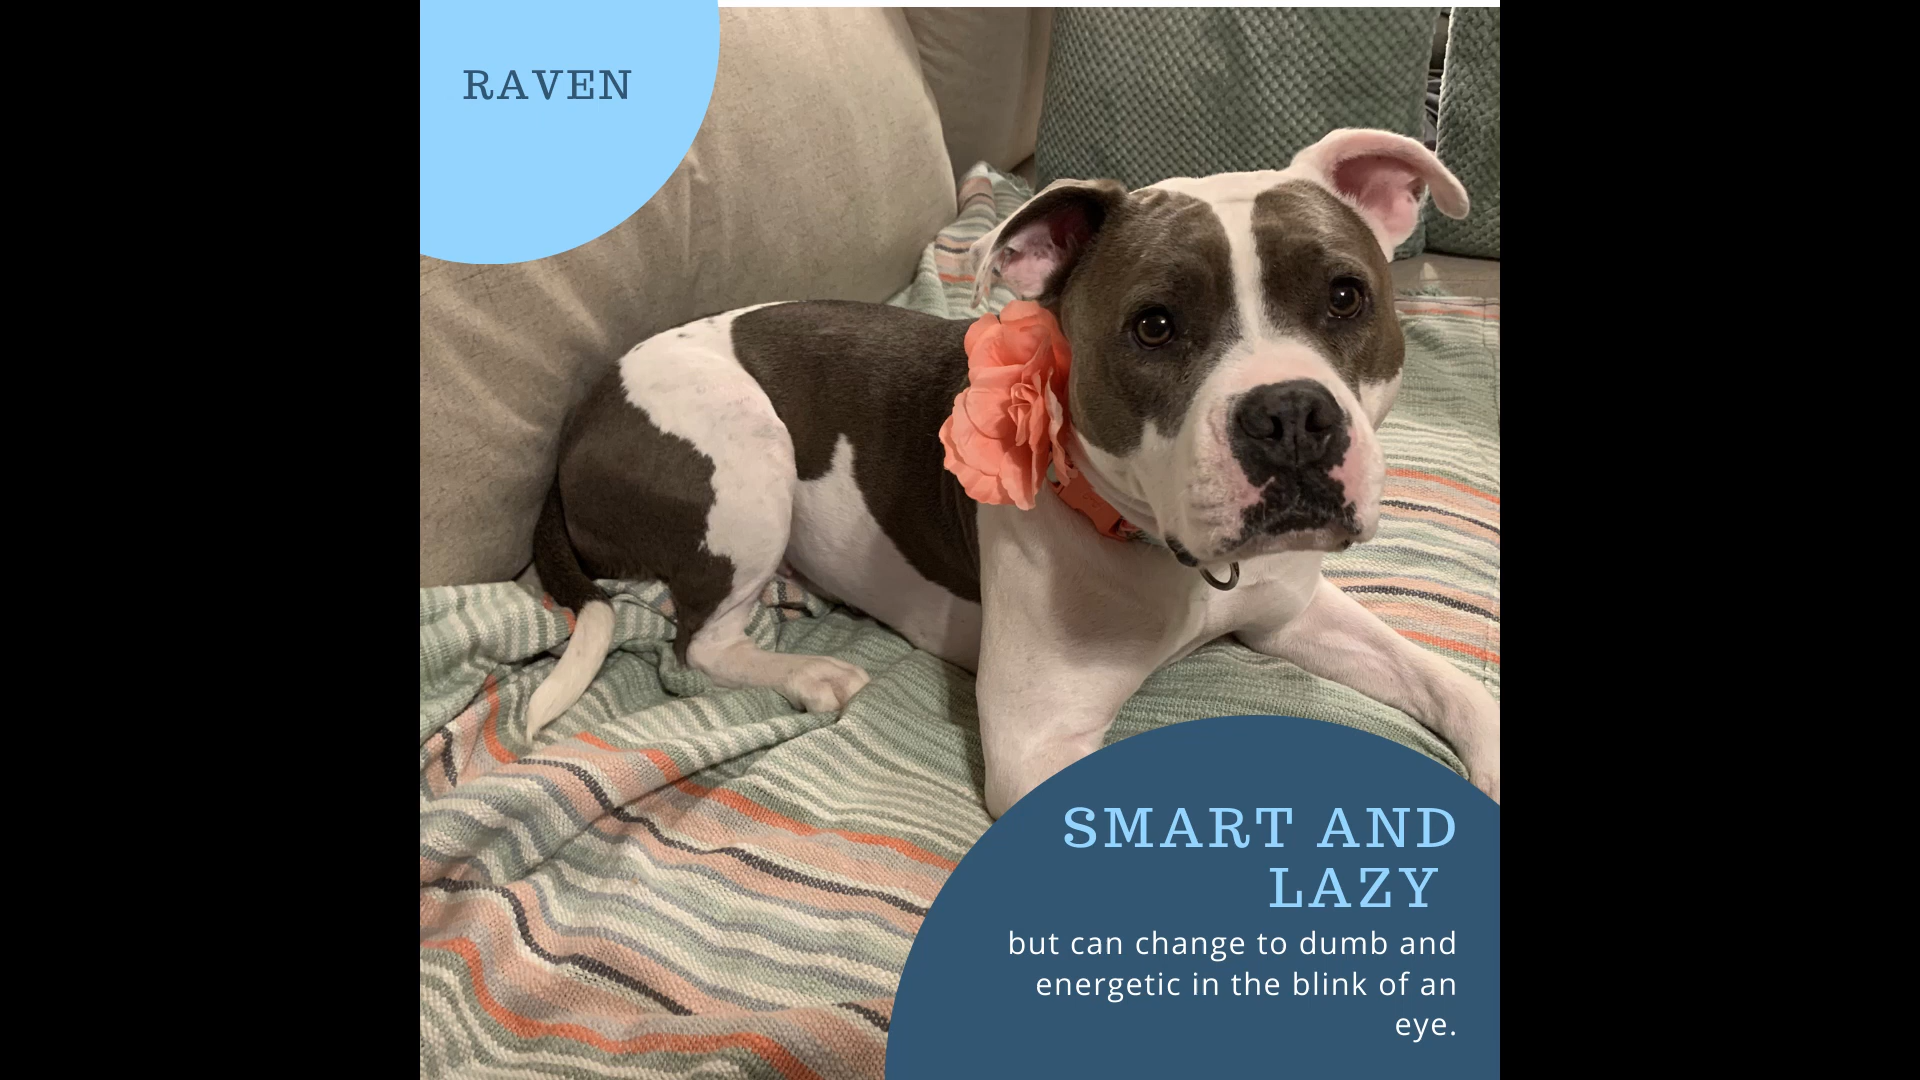 RAVEN
SMART AND
LAZY
but can change to dumb and
energetic in the blink of an
eye.